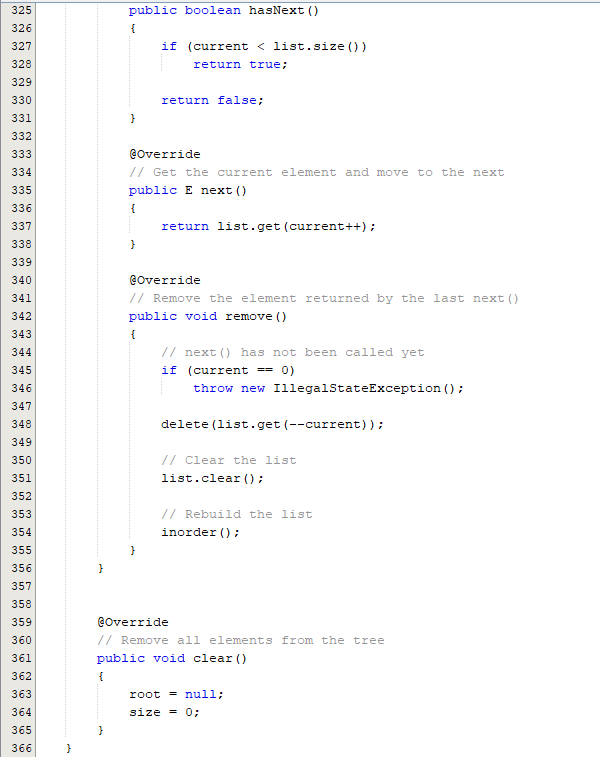 325 public boolean hasNext()
326 {
327 if (current < list.size())
328 return true;
329
330 return false;
331 }
332
333 @Override
334 // Get the current element and move to the next
335 public E next()
336 {
337 return list.get(current++);
338 }
339
340 @Override
341 // Remove the element returned by the last next()
342 public void remove()
343 {
344 // next() has not been called yet
345 if (current == 0)
346 throw new IllegalStateException();
347
348 delete(list.get(--current));
349
350 // Clear the list
351 list.clear();
352
353 // Rebuild the list
354 inorder();
355 }
356 }
357
358
359 @Override
360 // Remove all elements from the tree
361 public void clear()
362 {
363 root = null;
364 size = 0;
365 }
366 }